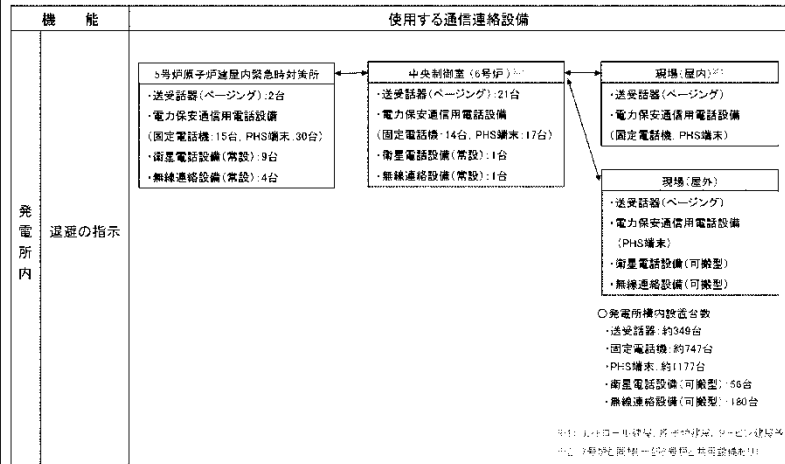 機 能
使用する通信連絡設備
発電所内
退避の指示
5号炉原子炉建屋内緊急時対策所
・送受話器(ページング):2台
・電力保安通信用電話設備
(固定電話機:15台, PHS端末:30台)
・衛星電話設備(常設):9台
・無線連絡設備(常設):4台
中央制御室(6号炉)
・送受話器(ページング):21台
・電力保安通信用電話設備
(固定電話機:14台, PHS端末:17台)
・衛星電話設備(常設):1台
・無線連絡設備(常設):1台
現場(屋内)
・送受話器(ページング)
・電力保安通信用電話設備
(固定電話機, PHS端末)
現場(屋外)
・送受話器(ページング)
・電力保安通信用電話設備
(PHS端末)
・衛星電話設備(可搬型)
・無線連絡設備(可搬型)
○発電所構内設置台数
・送受話器:約349台
・固定電話機:約747台
・PHS端末:約1177台
・衛星電話設備(可搬型):56台
・無線連絡設備(可搬型):180台